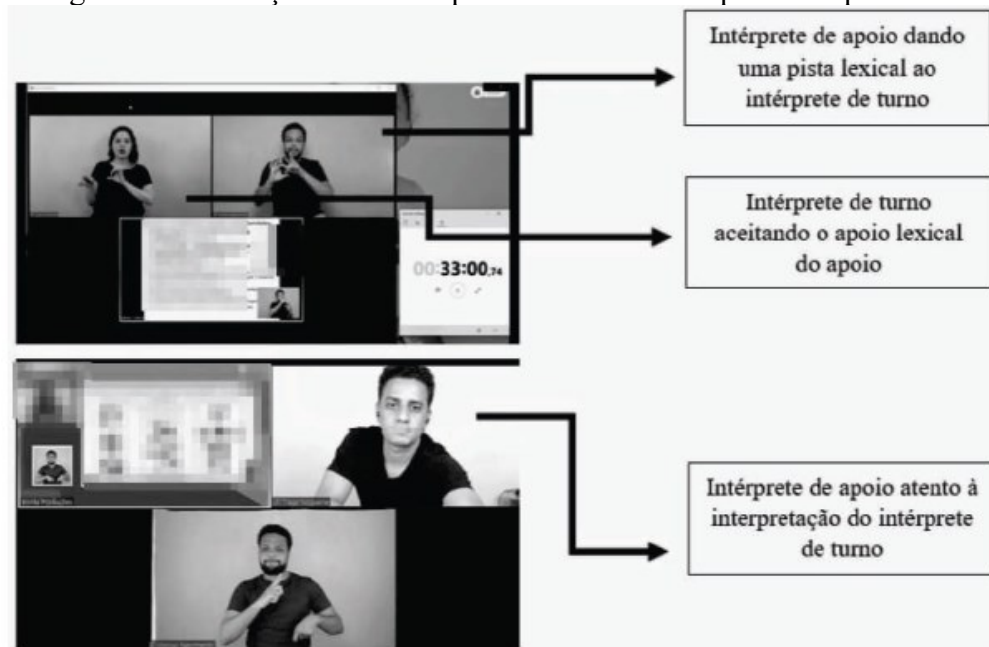 Intérprete de apoio dando
uma pista lexical ao
intérprete de turno
Intérprete de turno
aceitando o apoio lexical
do apoio
00:33:00,74
Intérprete de apoio atento à
interpretação do intérprete
de turno